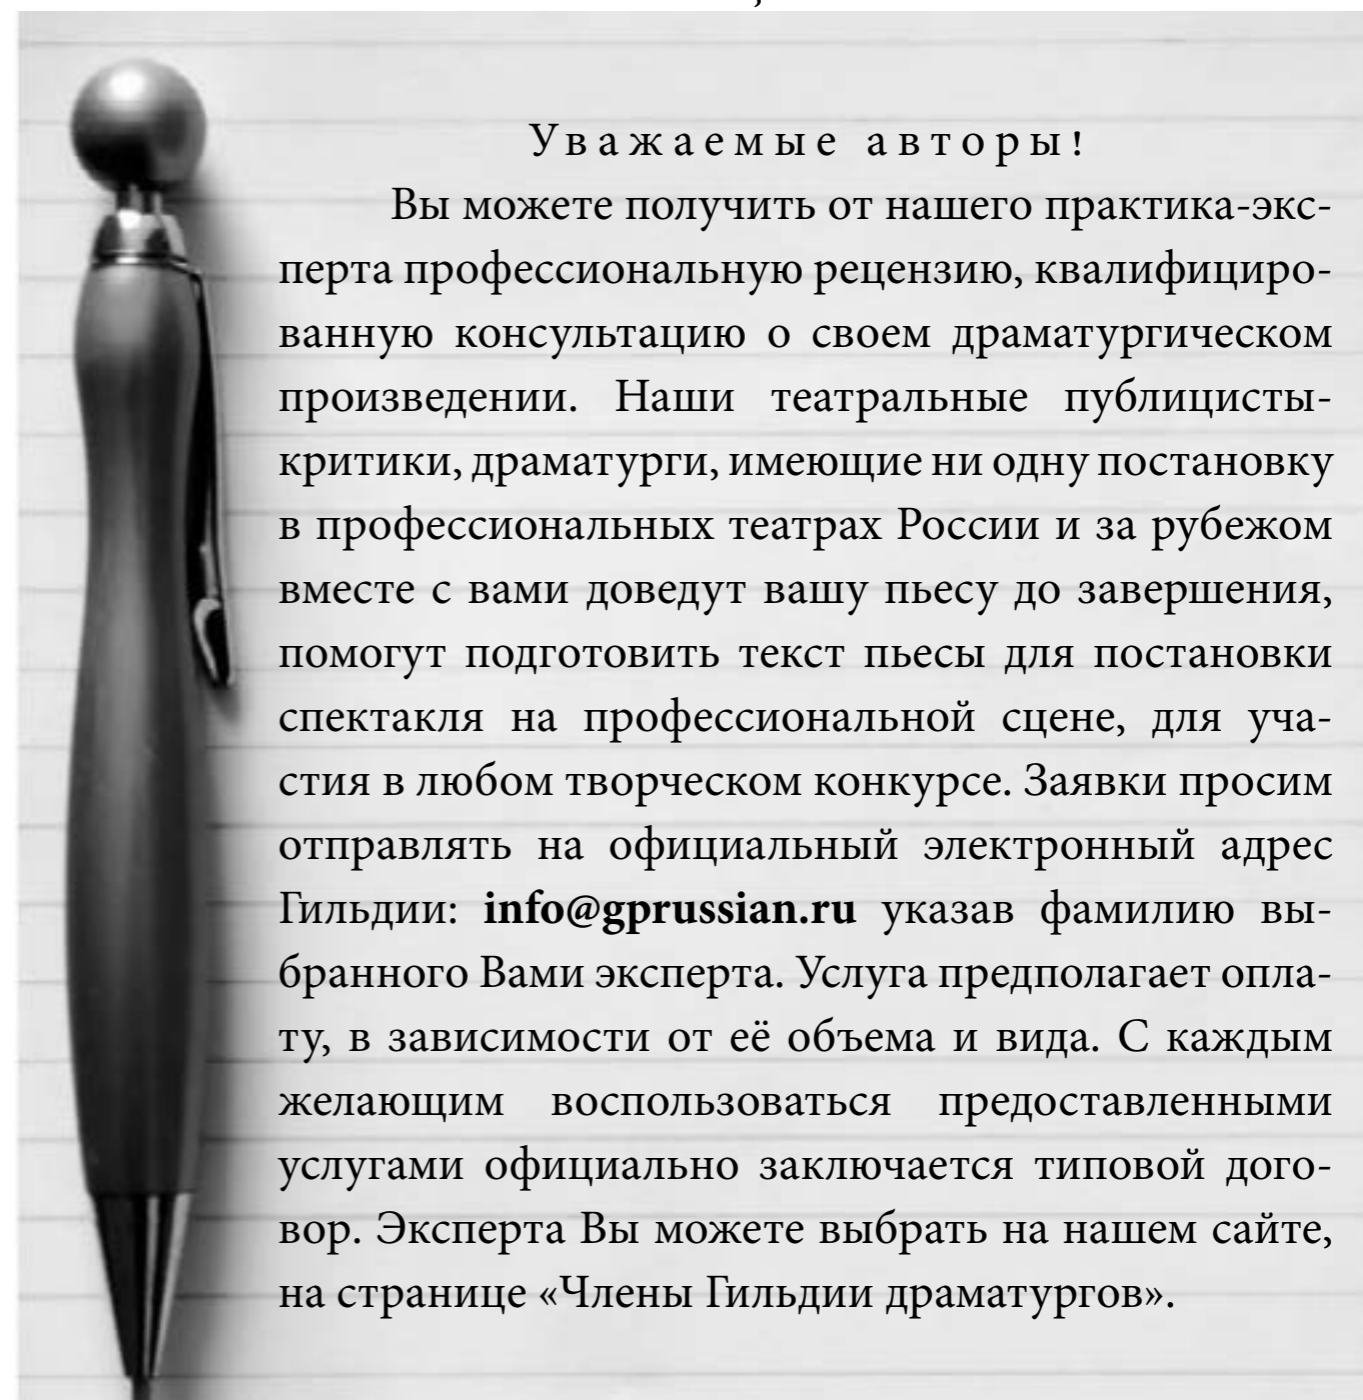 Уважаемые авторы!
Вы можете получить от нашего практика-экс-
перта профессиональную рецензию, квалифициро-
ванную консультацию о своем драматургическом
произведении. Наши театральные публицисты-
критики, драматурги, имеющие ни одну постановку
в профессиональных театрах России и за рубежом
вместе с вами доведут вашу пьесу до завершения,
помогут подготовить текст пьесы для постановки
спектакля на профессиональной сцене, для уча-
стия в любом творческом конкурсе. Заявки просим
отправлять на официальный электронный адрес
Гильдии: info@gprussian.ru указав фамилию вы-
бранного Вами эксперта. Услуга предполагает опла-
ту, в зависимости от её объема и вида. С каждым
желающим воспользоваться предоставленными
услугами официально заключается типовой дого-
вор. Эксперта Вы можете выбрать на нашем сайте,
на странице «Члены Гильдии драматургов».